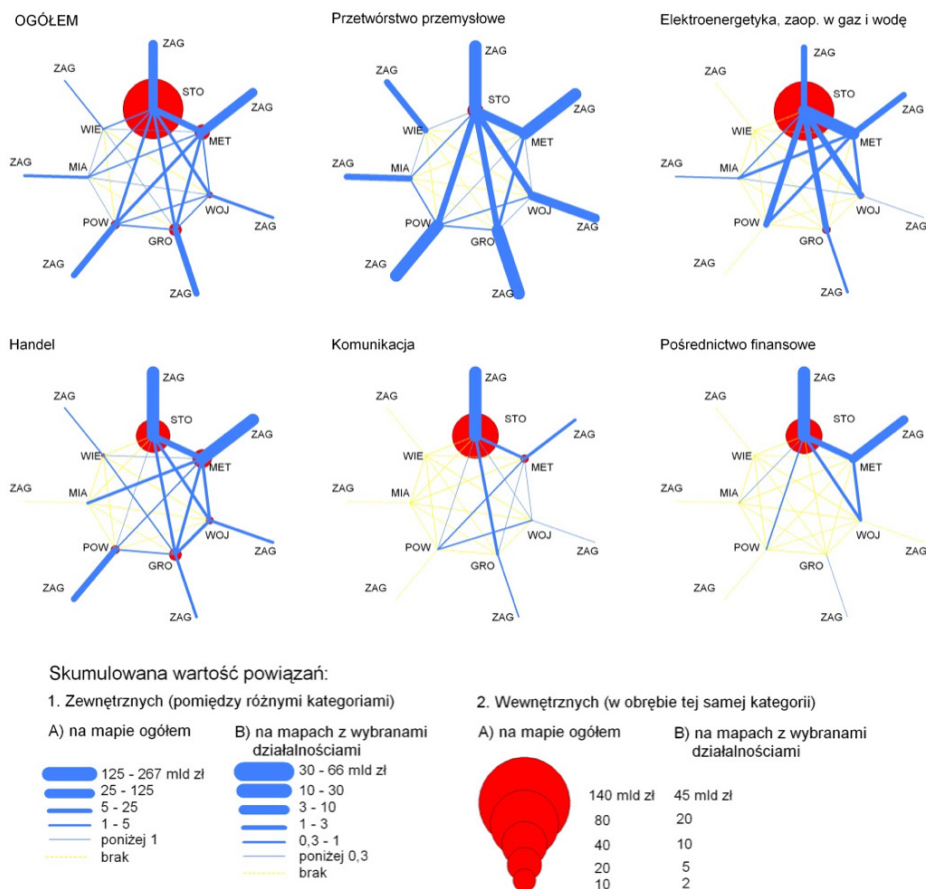 OGÓŁEM
Przetwórstwo przemysłowe
Elektroenergetyka, zaop. w gaz i wodę
ZAG
ZAG
ZAG
STO
WIE
MET
MIA
ZAG
POW
WOJ
GRO
ZAG
ZAG
ZAG
ZAG
ZAG
ZAG
STO
WIE
MET
MIA
ZAG
POW
WOJ
GRO
ZAG
ZAG
ZAG
ZAG
ZAG
ZAG
STO
WIE
MET
MIA
ZAG
POW
WOJ
GRO
ZAG
ZAG
ZAG
Handel
Komunikacja
Pośrednictwo finansowe
ZAG
ZAG
STO
ZAG
WIE
MET
ZAG
MIA
POW
WOJ
GRO
ZAG
ZAG
ZAG
ZAG
ZAG
STO
ZAG
WIE
MET
ZAG
MIA
POW
WOJ
GRO
ZAG
ZAG
ZAG
ZAG
ZAG
STO
ZAG
WIE
MET
ZAG
MIA
POW
WOJ
GRO
ZAG
ZAG
ZAG
Skumulowana wartość powiązań:
1. Zewnętrznych (pomiędzy różnymi kategoriami)
A) na mapie ogółem
125 - 267 mld zł
25 - 125
5 - 25
1 - 5
poniżej 1
brak
B) na mapach z wybranami
działalnościami
30 - 66 mld zł
10 - 30
3 - 10
1 - 3
0,3 - 1
poniżej 0,3
brak
2. Wewnętrznych (w obrębie tej samej kategorii)
A) na mapie ogółem
B) na mapach z wybranami
działalnościami
140 mld zł 45 mld zł
80 20
40 10
20 5
10 2